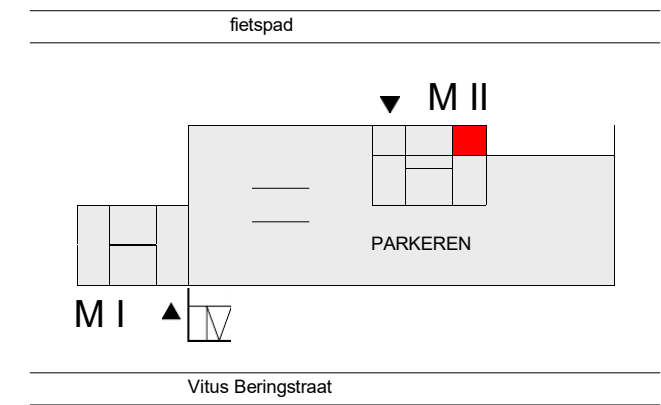 fietspad
M II
PARKEREN
M I
Vitus Beringstraat